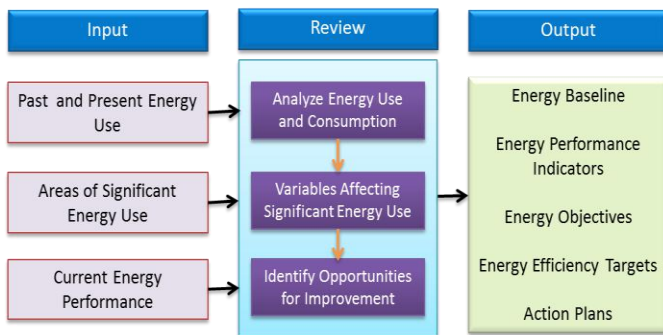 Input
Review
Output
Past and Present Energy
Use
Analyze Energy Use
and Consumption
Areas of Significant
Energy Use
Variables Affecting
Significant Energy Use
Current Energy
Performance
Identify Opportunities
for Improvement
Energy Baseline
Energy Performance
Indicators
Energy Objectives
Energy Efficiency Targets
Action Plans